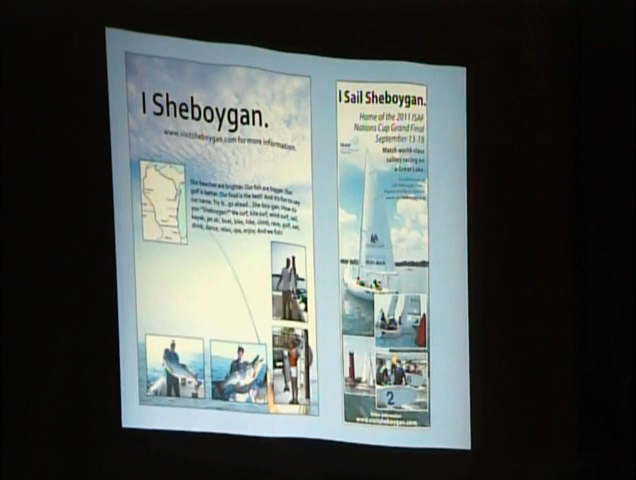 I Sheboygan.
www.visitsheboygan.com for more information.
Our beaches are brighter. Our fish are bigger. Our
golf is better. Our food is the best! And it's fun to say
our name. Try it... go ahead... She-boy-gan. How do
you "Sheboygan?" We surf, kite surf, wind surf, sail,
kayak, jet ski, boat, bike, hike, climb, race, golf, eat,
drink, dance, relax, spa, enjoy. And we fish!
I Sail Sheboygan.
Home of the 2011 ISAF
Nations Cup Grand Final
September 13-18
Watch world-class
sailors racing on
a Great Lake.
2
www.visitsheboygan.com